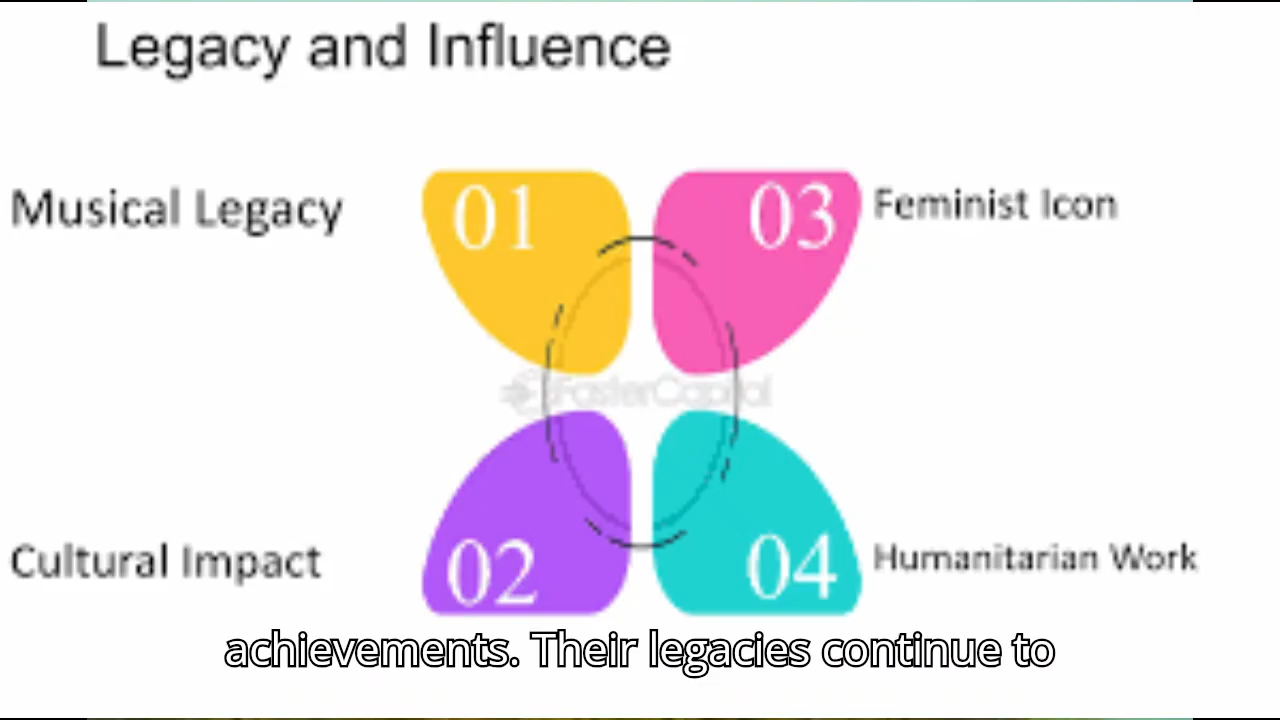 Legacy and Influence
Musical Legacy
01
03
Feminist Icon
FasterCapital
Cultural Impact
02
04
Humanitarian Work
achievements. Their legacies continue to